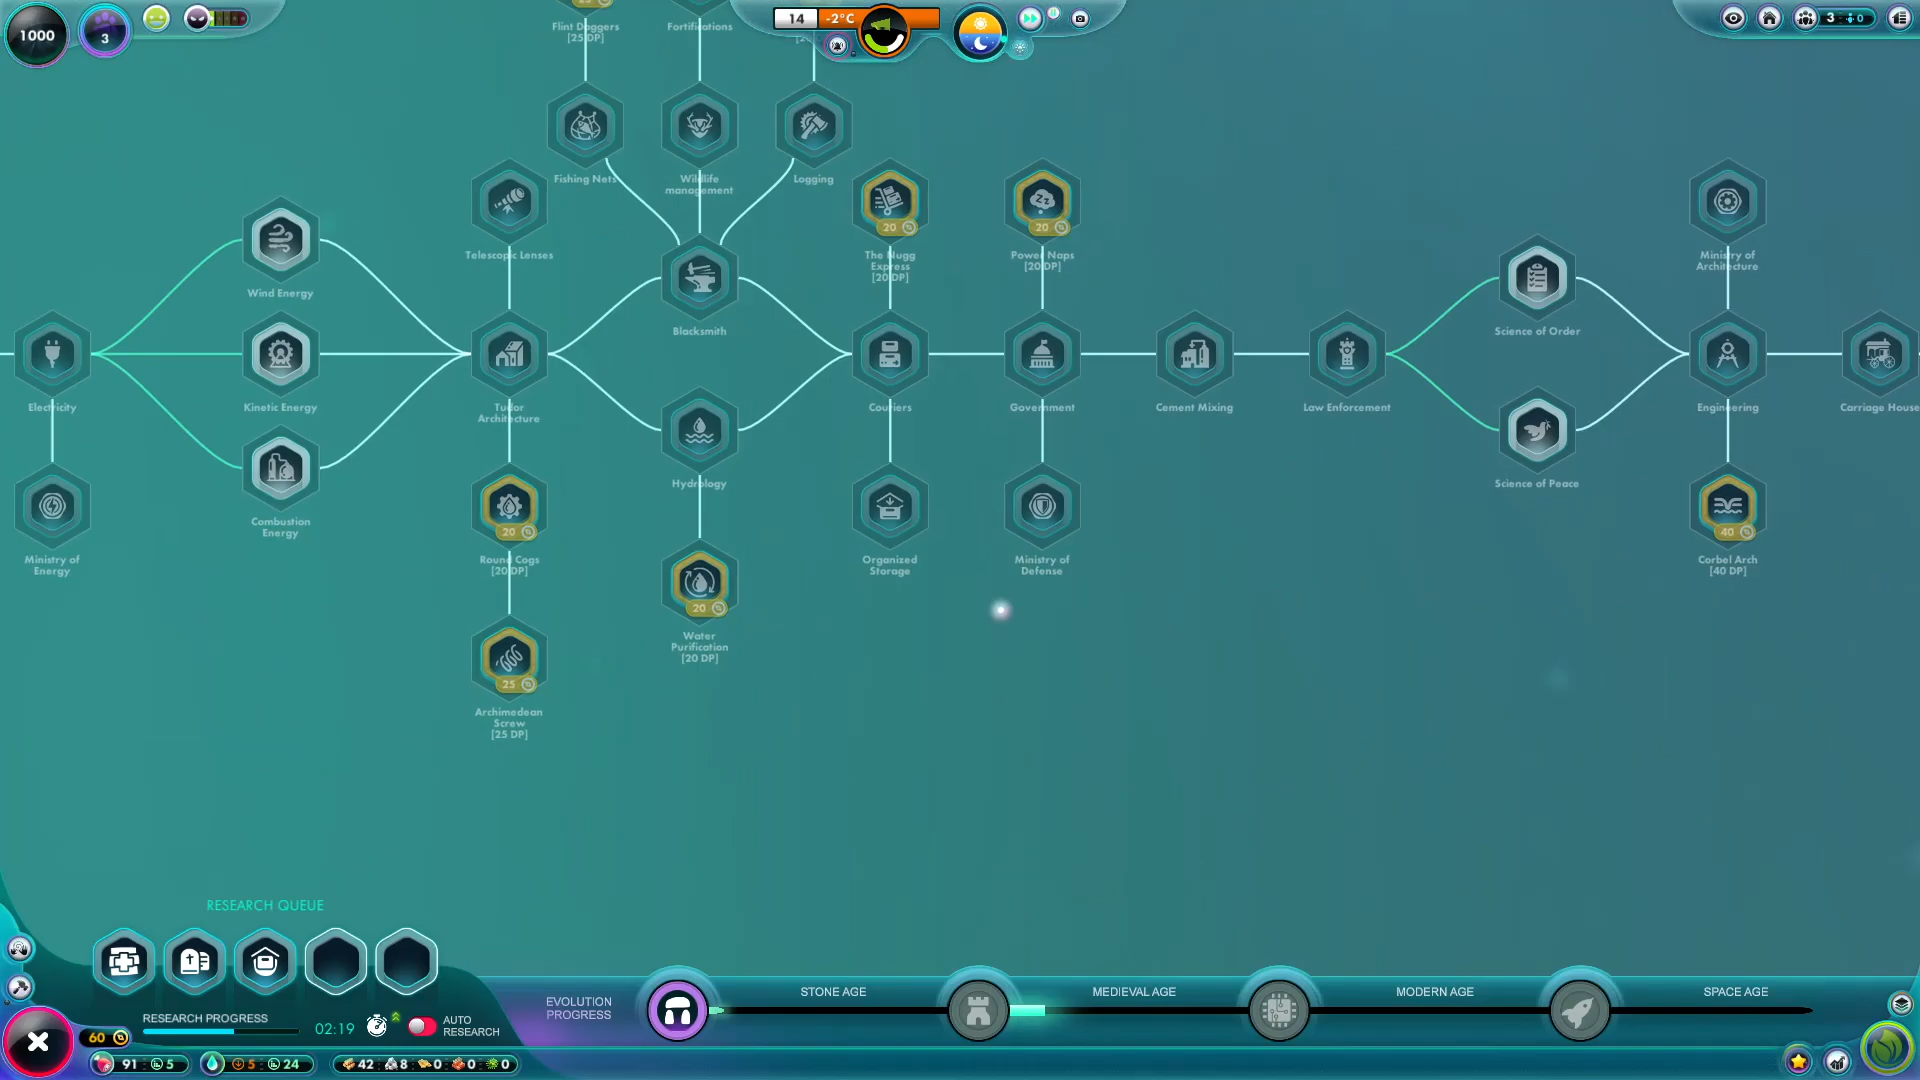 1000
3
14
-2°C
3
0
Flint Daggers
[25 DP]
Fortifications
Fishing Nets
Wildlife
management
Logging
Telescopic Lenses
20
The Nugg
Express
[20 DP]
20
Power Naps
[20 DP]
Ministry of
Architecture
Wind Energy
Blacksmith
Science of Order
Electricity
Kinetic Energy
Tudor
Architecture
Couriers
Government
Cement Mixing
Law Enforcement
Engineering
Carriage House
Combustion
Energy
Hydrology
Science of Peace
Ministry of
Energy
20
Round Cogs
[20 DP]
Organized
Storage
Ministry of
Defense
40
Corbel Arch
[40 DP]
20
Water
Purification
[20 DP]
25
Archimedean
Screw
[25 DP]
RESEARCH QUEUE
RESEARCH PROGRESS
02:19
AUTO
RESEARCH
EVOLUTION
PROGRESS
STONE AGE
MEDIEVAL AGE
MODERN AGE
SPACE AGE
60
91
5
5
24
42
8
0
0
0